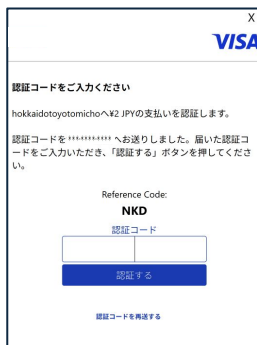 X
VISA
認証コードをご入力ください
hokkaidotoyotomichoへ¥2 JPYの支払いを認証します。
認証コードを ********** へお送りしました。届いた認証コ
ードをご入力いただき、「認証する」ボタンを押してくださ
い。
Reference Code:
NKD
認証コード
認証する
認証コードを再送する